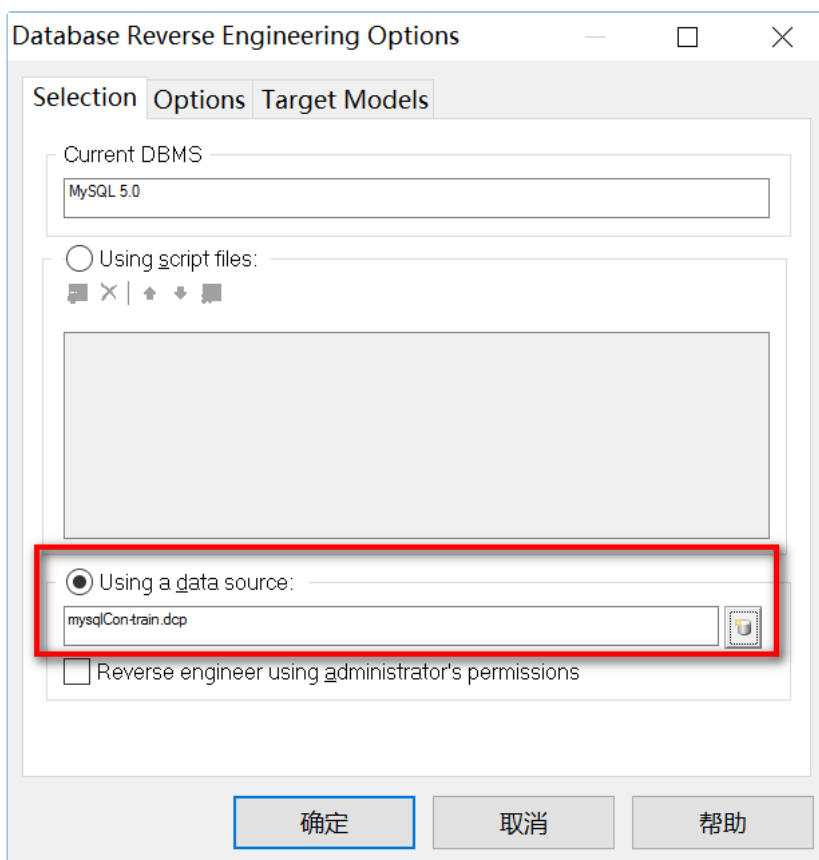 Database Reverse Engineering Options
Selection Options Target Models
Current DBMS
MySQL 5.0
Using script files:
Using a data source:
mysqlCon-train.dcp
Reverse engineer using administrator's permissions
确定 取消 帮助